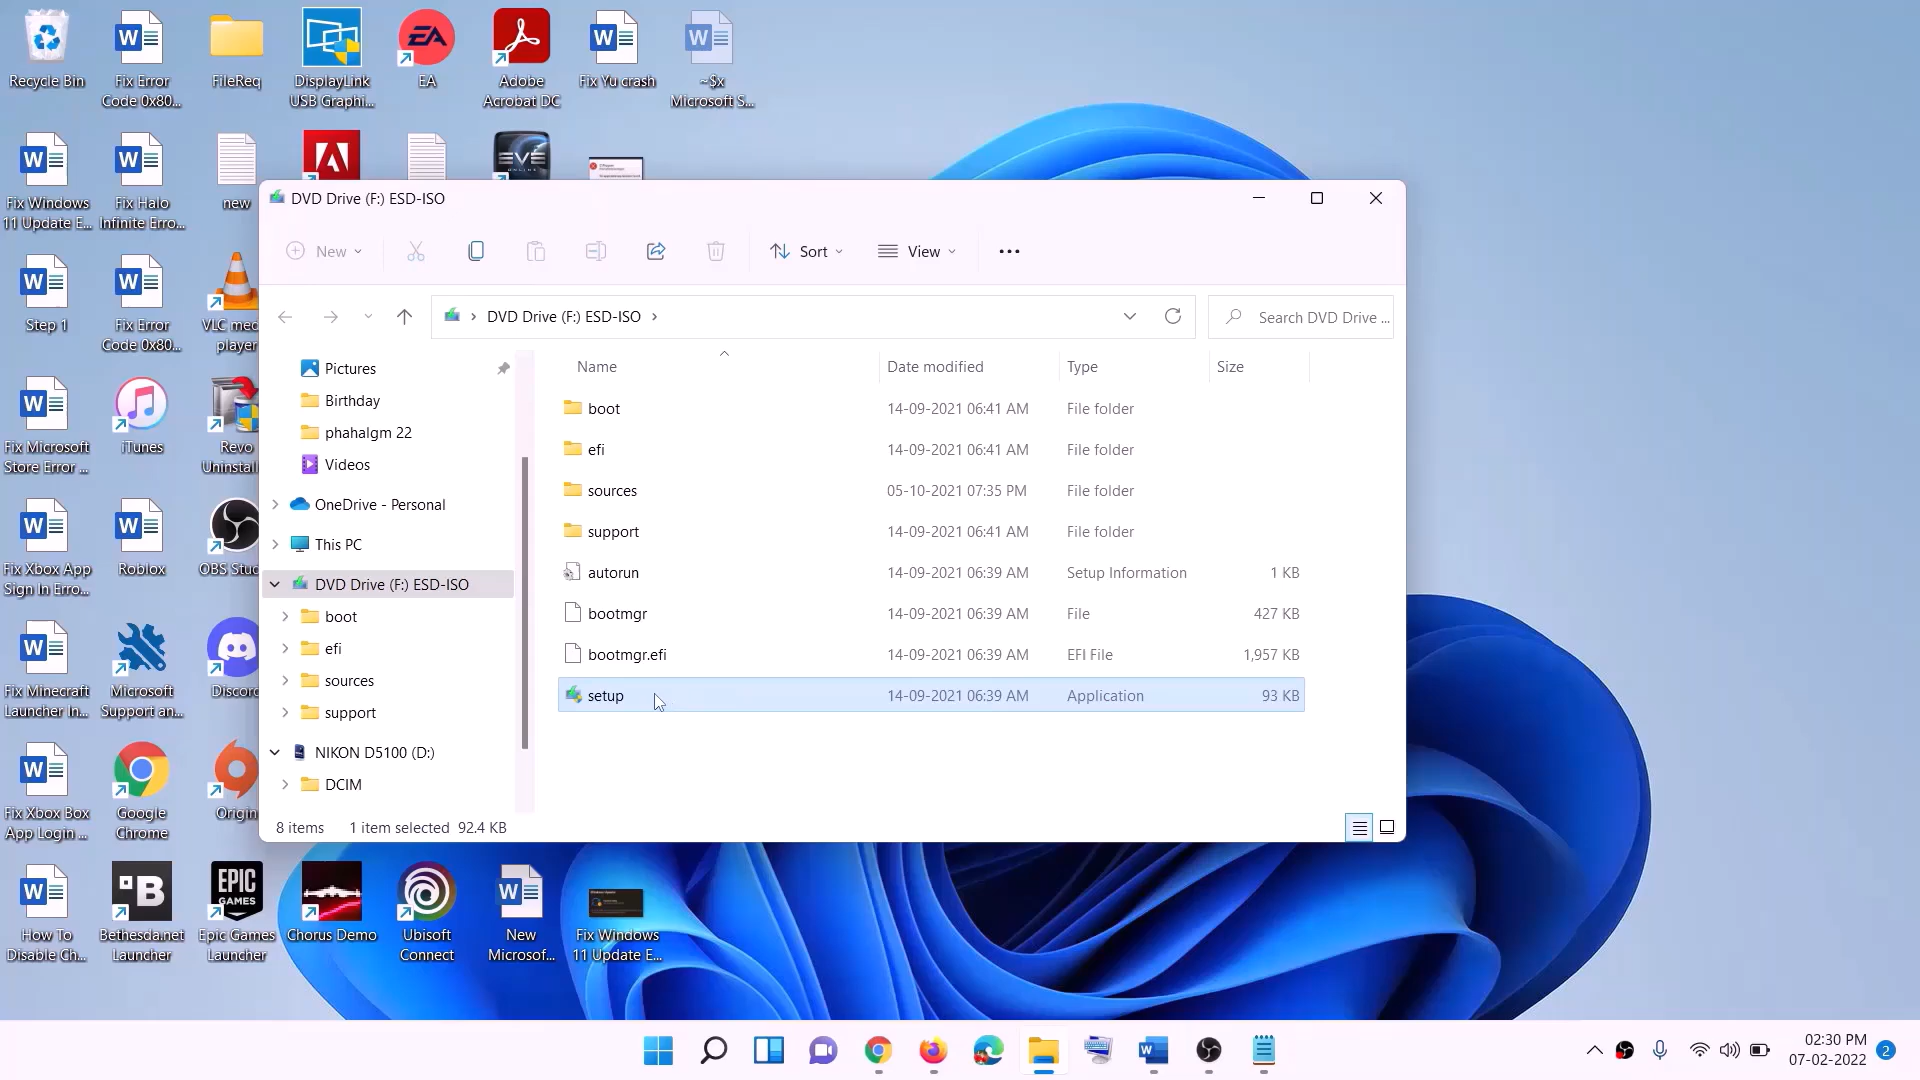 Recycle Bin
Fix Error
Code 0x80...
FileReq
DisplayLink
USB Graphi...
EA
Adobe
Acrobat DC
Fix Yu crash
~$x
Microsoft S...
Fix Windows
11 Update E...
Fix Halo
Infinite Erro...
new
EVE
ONLINE
Step 1
Fix Error
Code 0x80...
VLC med
player
Fix Microsoft
Store Error ...
iTunes
Revo
Uninstall
Fix Xbox App
Sign In Erro...
Roblox
OBS Stud
Fix Minecraft
Launcher In...
Microsoft
Support an...
Discord
Fix Xbox Box
App Login ...
Google
Chrome
Origin
How To
Disable Ch...
Bethesda.net
Launcher
EPIC
GAMES
Epic Games
Launcher
Chorus Demo
Ubisoft
Connect
New
Microsof...
Fix Windows
11 Update E...
DVD Drive (F:) ESD-ISO
New
Sort
View
DVD Drive (F:) ESD-ISO
Search DVD Drive ...
Pictures
Birthday
phahalgm 22
Videos
OneDrive - Personal
This PC
DVD Drive (F:) ESD-ISO
boot
efi
sources
support
NIKON D5100 (D:)
DCIM
Name Date modified Type Size
boot 14-09-2021 06:41 AM File folder
efi 14-09-2021 06:41 AM File folder
sources 05-10-2021 07:35 PM File folder
support 14-09-2021 06:41 AM File folder
autorun 14-09-2021 06:39 AM Setup Information 1 KB
bootmgr 14-09-2021 06:39 AM File 427 KB
bootmgr.efi 14-09-2021 06:39 AM EFI File 1,957 KB
setup 14-09-2021 06:39 AM Application 93 KB
8 items 1 item selected 92.4 KB
02:30 PM
07-02-2022
2